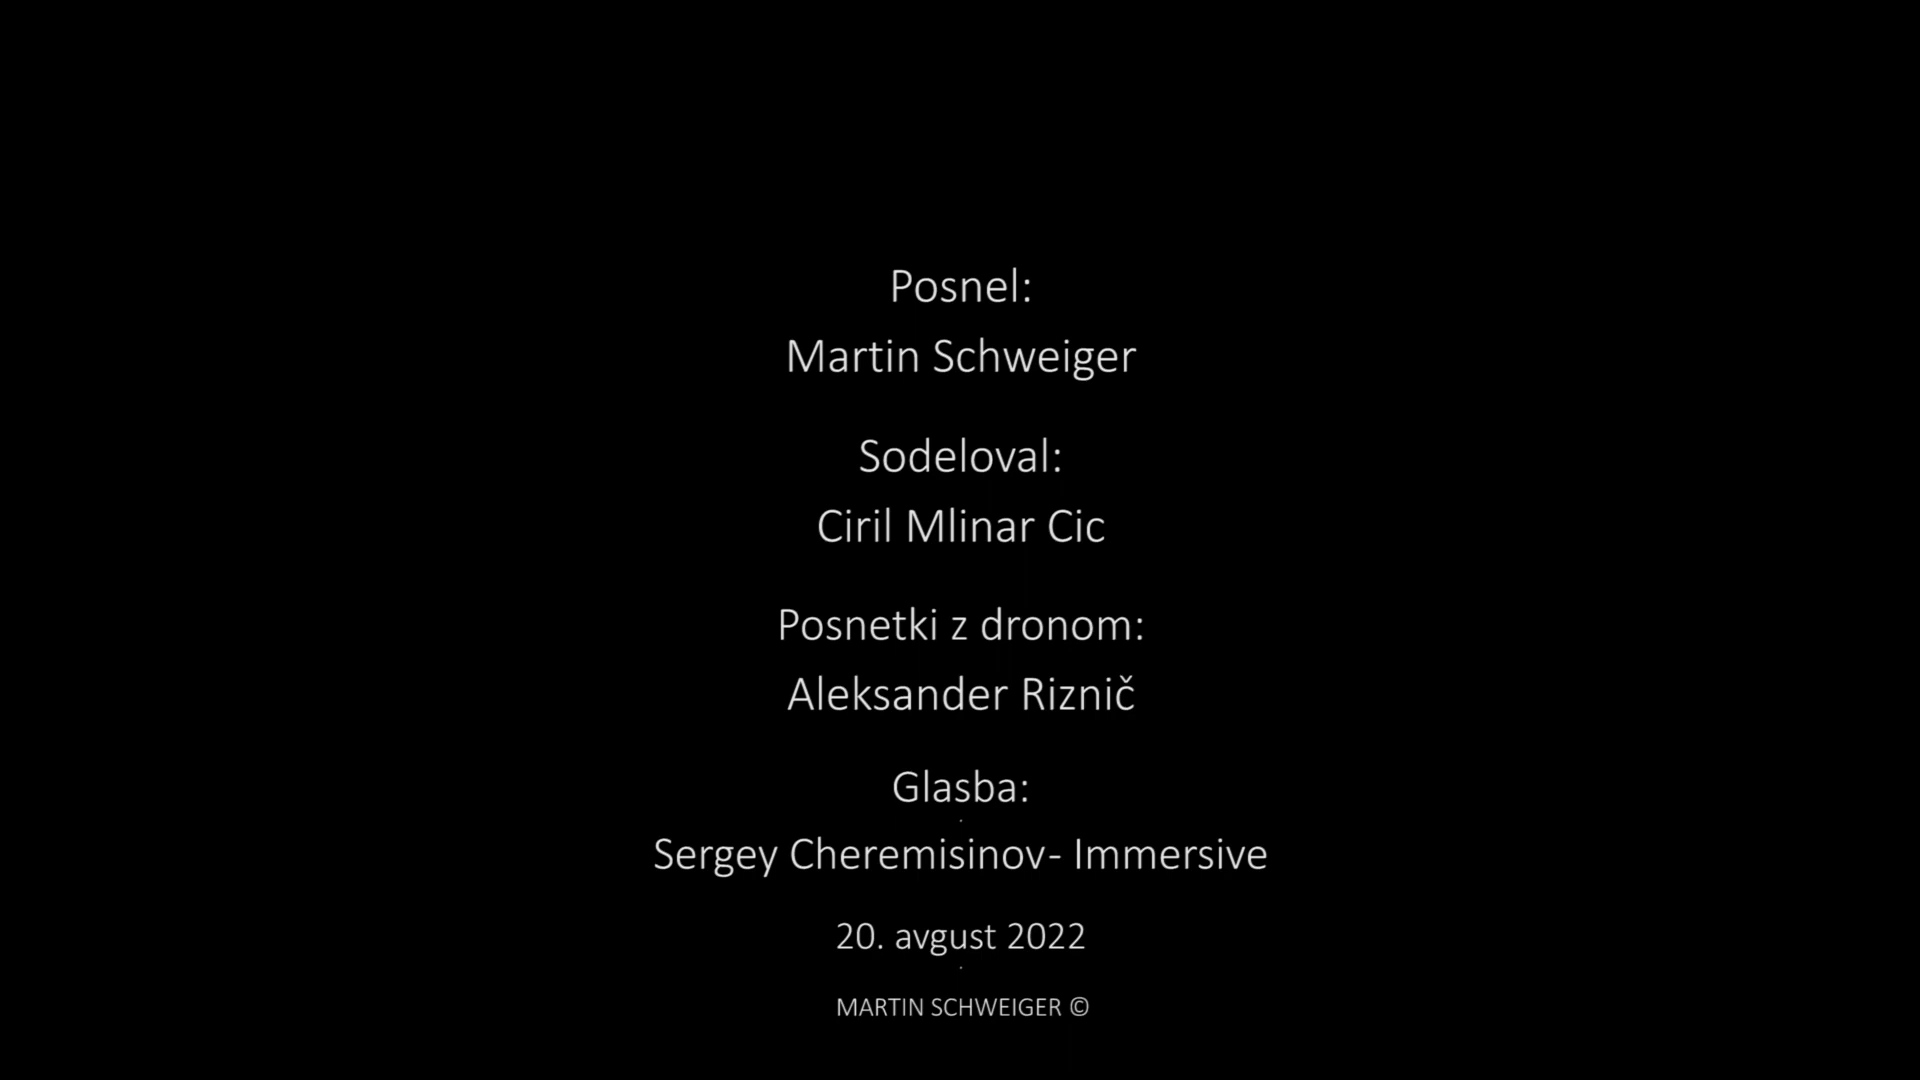 Posnel:
Martin Schweiger
Sodeloval:
Ciril Mlinar Cic
Posnetki z dronom:
Aleksander Riznič
Glasba:
Sergey Cheremisinov- Immersive
20. avgust 2022
MARTIN SCHWEIGER ©